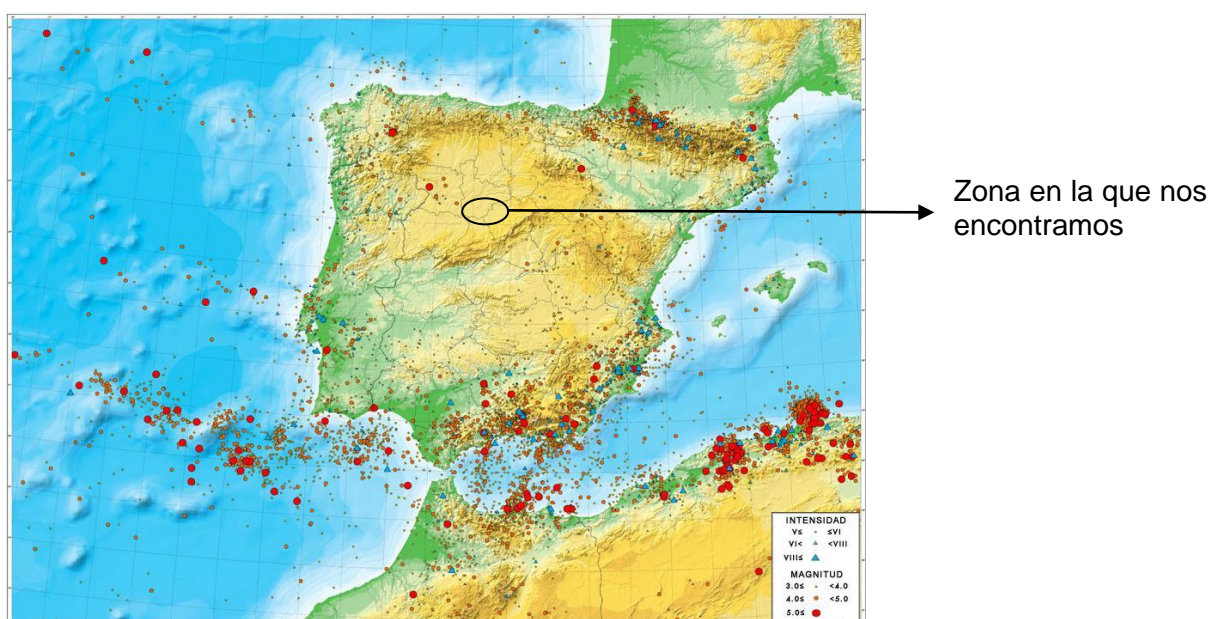 Zona en la que nos
encontramos
INTENSIDAD
V≤ ≤VI
VI< <VIII
VIII≤
MAGNITUD
3.0≤ <4.0
4.0≤ <5.0
5.0≤